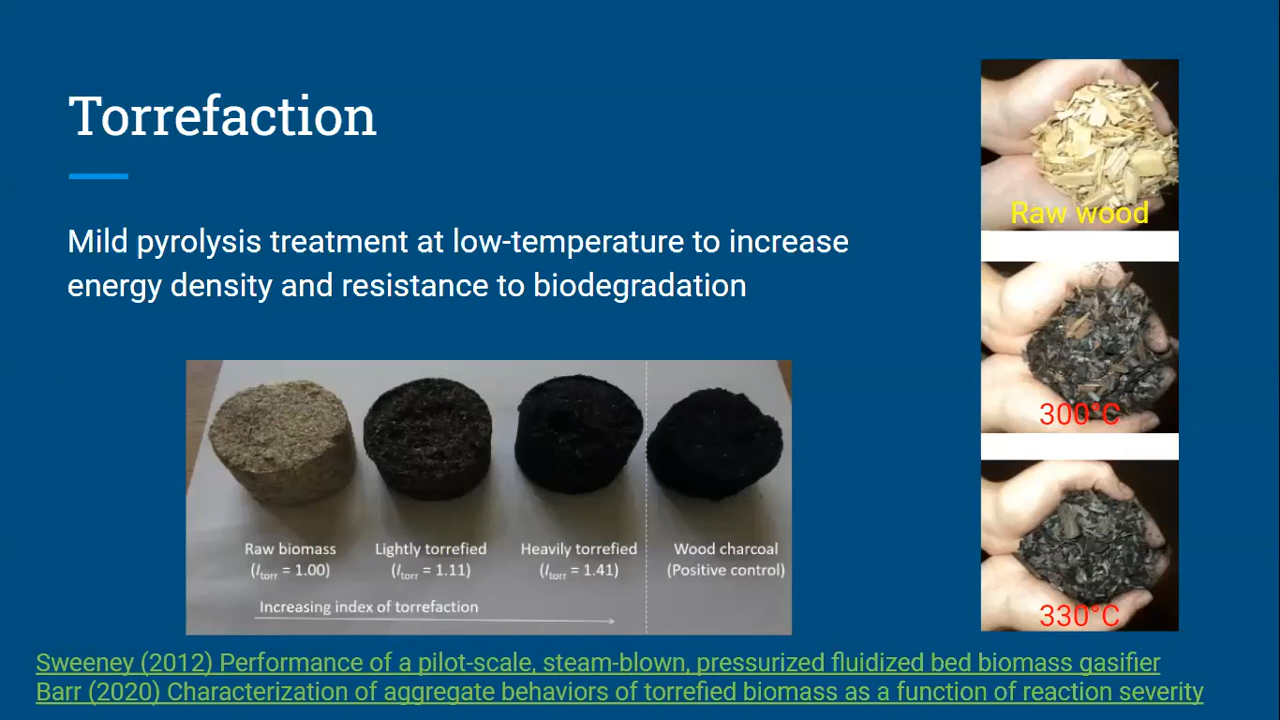 Torrefaction
Mild pyrolysis treatment at low-temperature to increase
energy density and resistance to biodegradation
Raw wood
300°C
330°C
Raw biomass
(Itorr = 1.00)
Lightly torrefied
(Itorr = 1.11)
Heavily torrefied
(Itorr = 1.41)
Wood charcoal
(Positive control)
Increasing index of torrefaction
Sweeney (2012) Performance of a pilot-scale, steam-blown, pressurized fluidized bed biomass gasifier
Barr (2020) Characterization of aggregate behaviors of torrefied biomass as a function of reaction severity